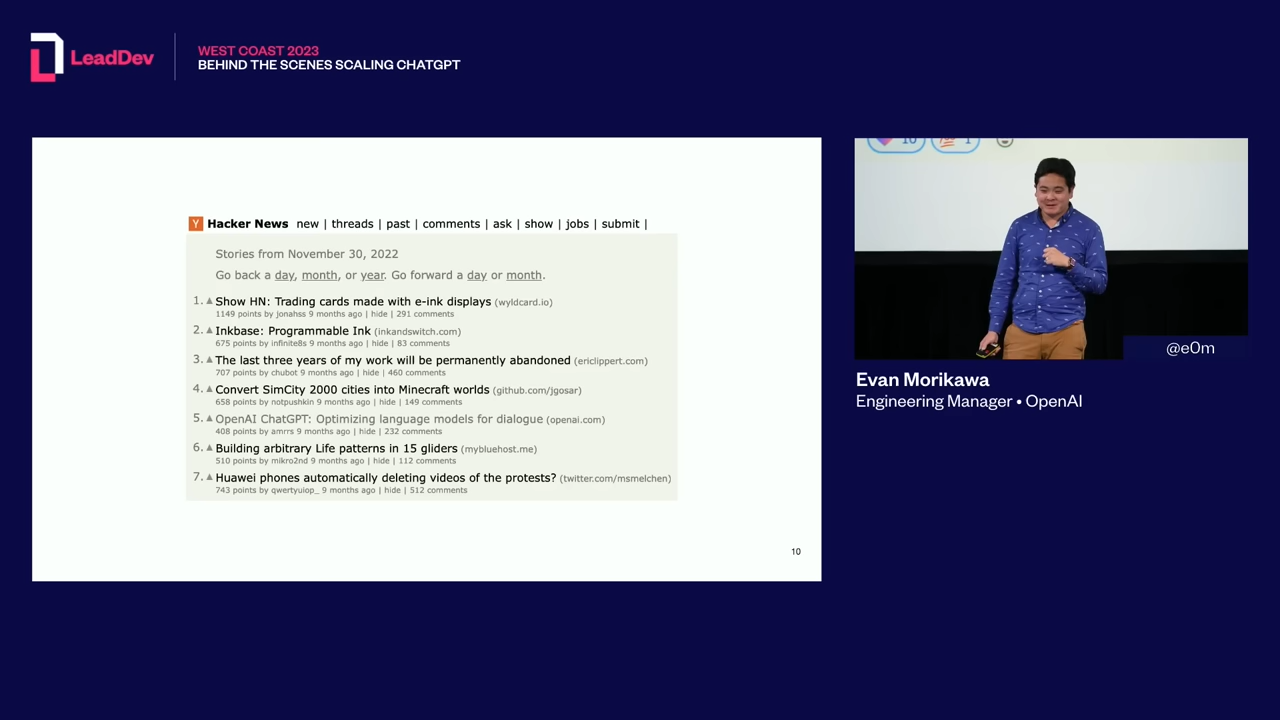 LeadDev
WEST COAST 2023
BEHIND THE SCENES SCALING CHATGPT
Y Hacker News new | threads | past | comments | ask | show | jobs | submit |
Stories from November 30, 2022
Go back a day, month, or year. Go forward a day or month.
1. Show HN: Trading cards made with e-ink displays (wyldcard.io)
1149 points by jonahss 9 months ago | hide | 291 comments
2. Inkbase: Programmable Ink (inkandswitch.com)
675 points by infinite8s 9 months ago | hide | 83 comments
3. The last three years of my work will be permanently abandoned (ericlippert.com)
707 points by chubot 9 months ago | hide | 460 comments
4. Convert SimCity 2000 cities into Minecraft worlds (github.com/jgosar)
658 points by notpushkin 9 months ago | hide | 149 comments
5. OpenAI ChatGPT: Optimizing language models for dialogue (openai.com)
408 points by amrrs 9 months ago | hide | 232 comments
6. Building arbitrary Life patterns in 15 gliders (mybluehost.me)
510 points by mikro2nd 9 months ago | hide | 112 comments
7. Huawei phones automatically deleting videos of the protests? (twitter.com/msmelchen)
743 points by qwertyuiop_ 9 months ago | hide | 512 comments
10
@e0m
Evan Morikawa
Engineering Manager • OpenAI